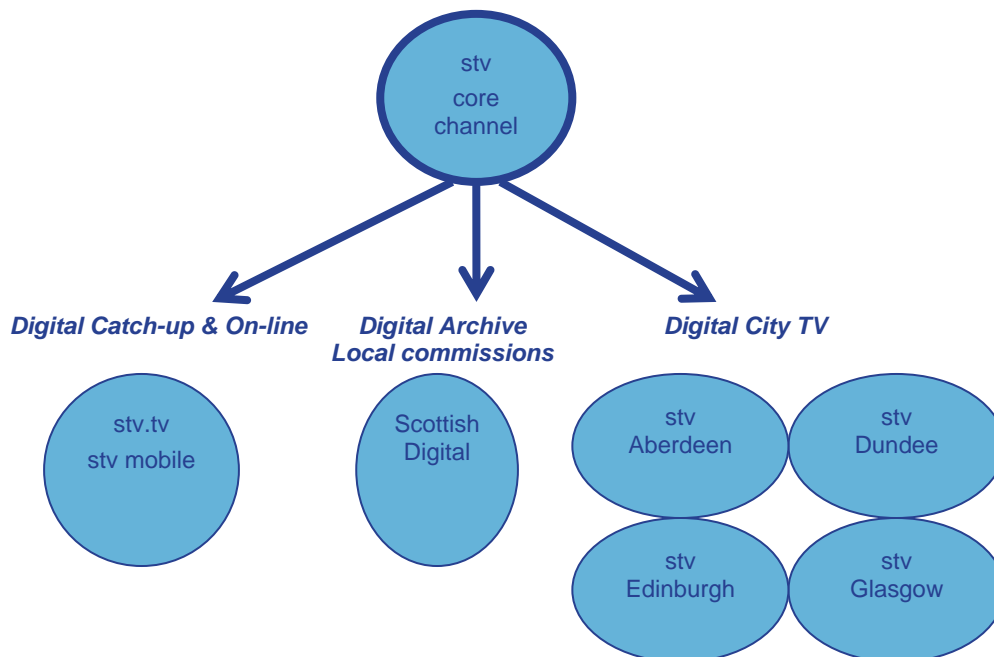 stv
core
channel
Digital Catch-up & On-line
Digital Archive
Local commissions
Digital City TV
stv.tv
stv mobile
Scottish
Digital
stv
Aberdeen
stv
Dundee
stv
Edinburgh
stv
Glasgow